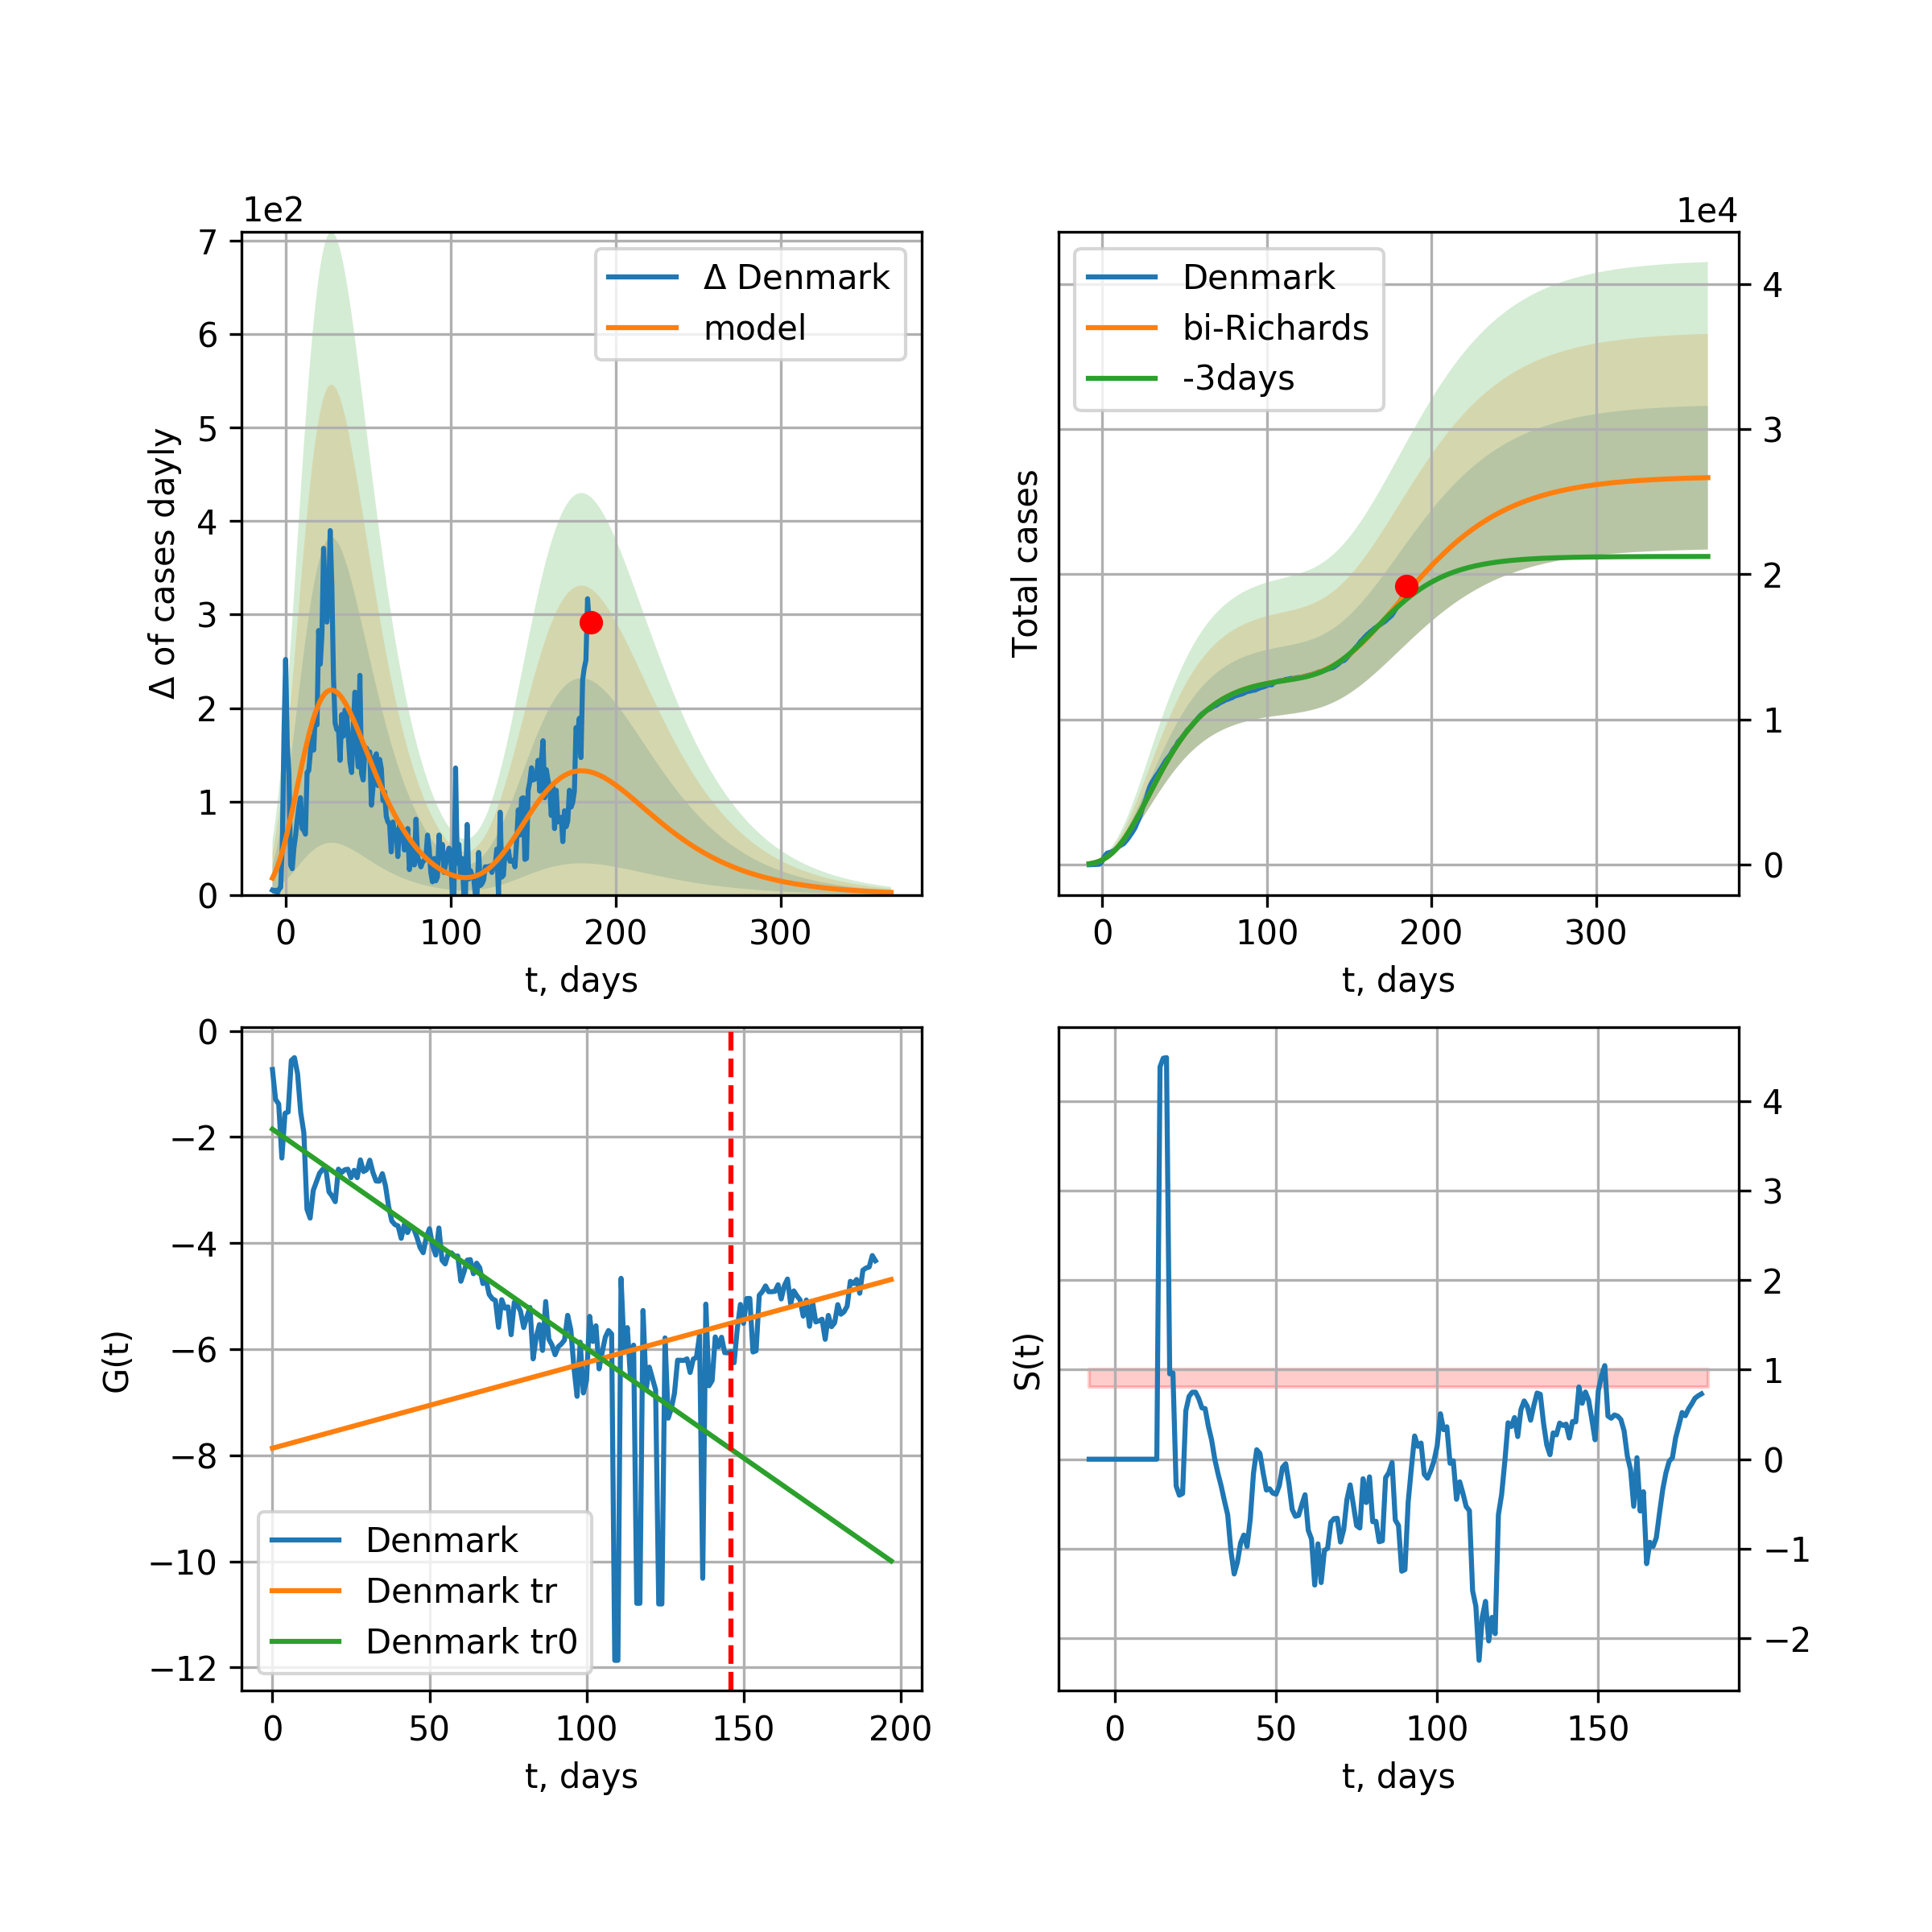 1e2
7
6
5
4
3
2
1
0
Δ of cases dayly
Δ Denmark
model
0 100 200 300
t, days
1e4
4
3
2
1
0
Total cases
Denmark
bi-Richards
-3days
0 100 200 300
t, days
0
−2
−4
−6
−8
−10
−12
G(t)
Denmark
Denmark tr
Denmark tr0
0 50 100 150 200
t, days
4
3
2
1
0
−1
−2
S(t)
0 50 100 150
t, days